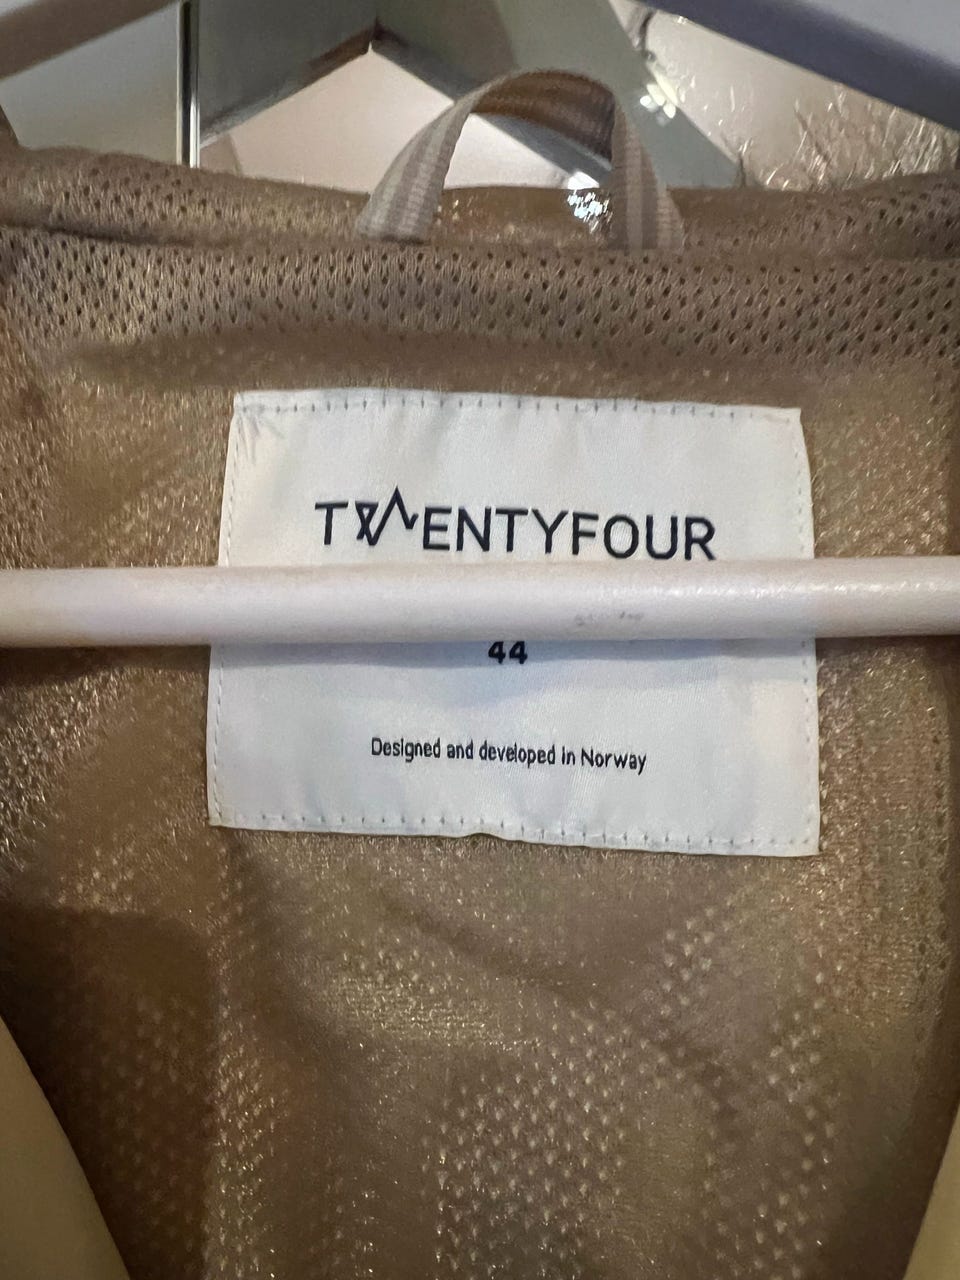 TWENTYFOUR
44
Designed and developed in Norway